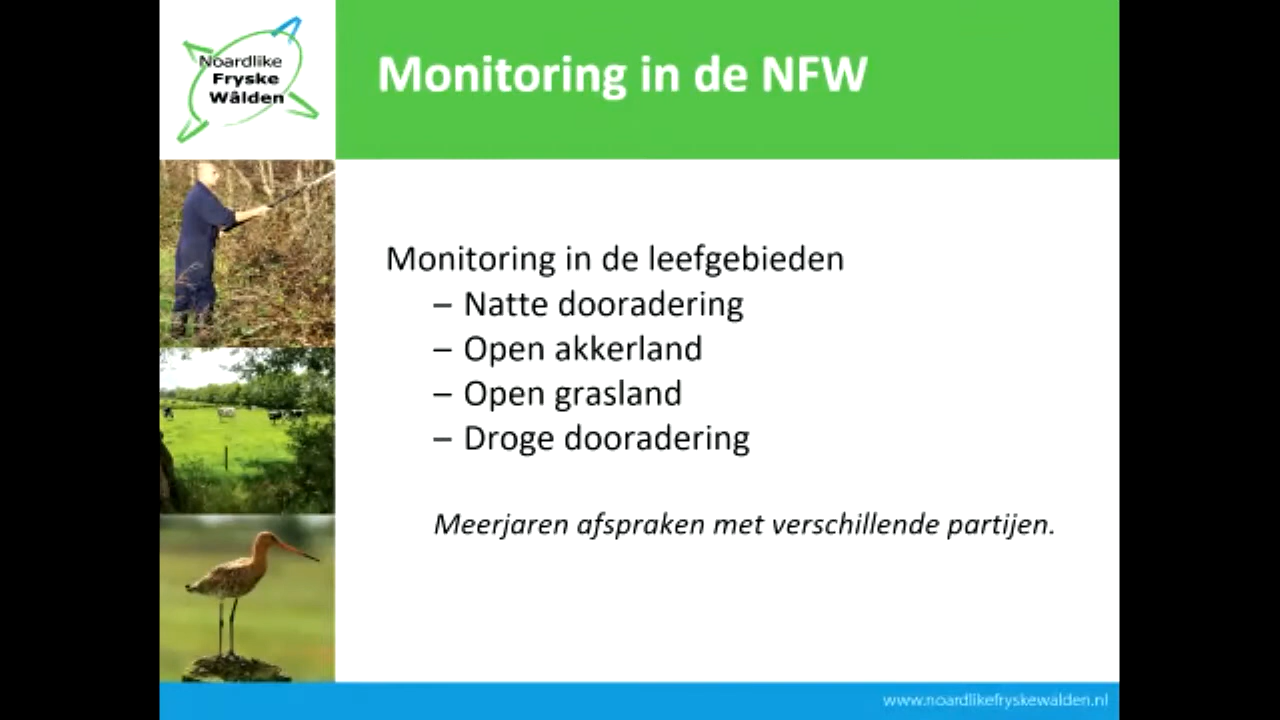 Noardlike
Fryske
Wâlden
Monitoring in de NFW
Monitoring in de leefgebieden
– Natte dooradering
– Open akkerland
– Open grasland
– Droge dooradering
Meerjaren afspraken met verschillende partijen.
www.noardlikefryskewalden.nl